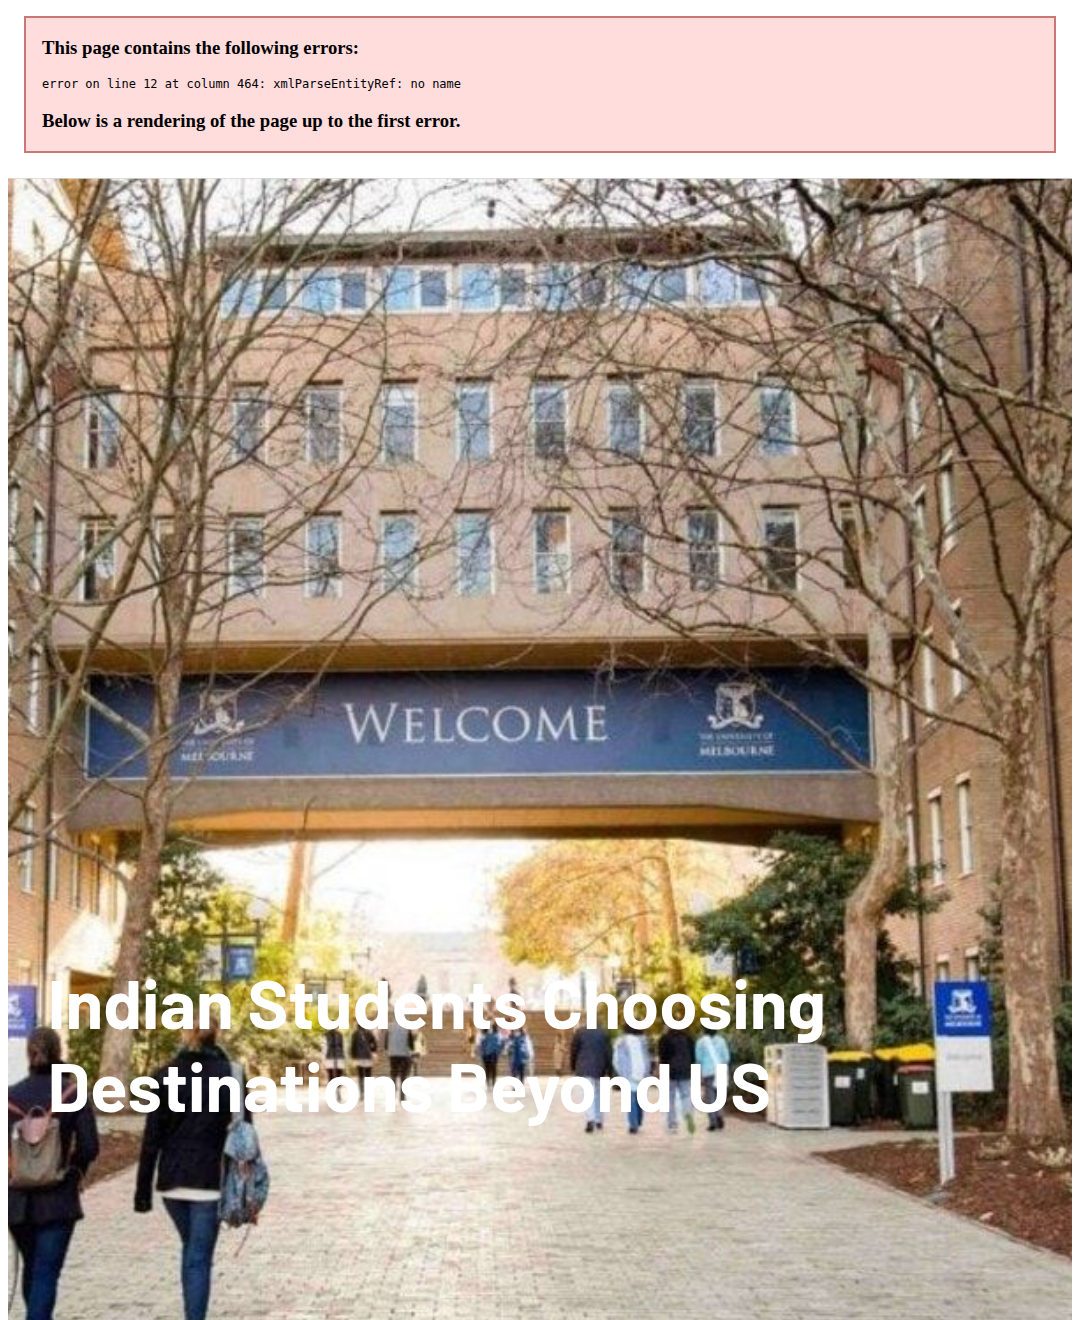 This page contains the following errors:
error on line 12 at column 464: xmlParseEntityRef: no name
Below is a rendering of the page up to the first error.
WELCOME
THE UNIVERSITY OF
MELBOURNE
THE UNIVERSITY OF
MELBOURNE
Indian Students Choosing
Destinations Beyond US